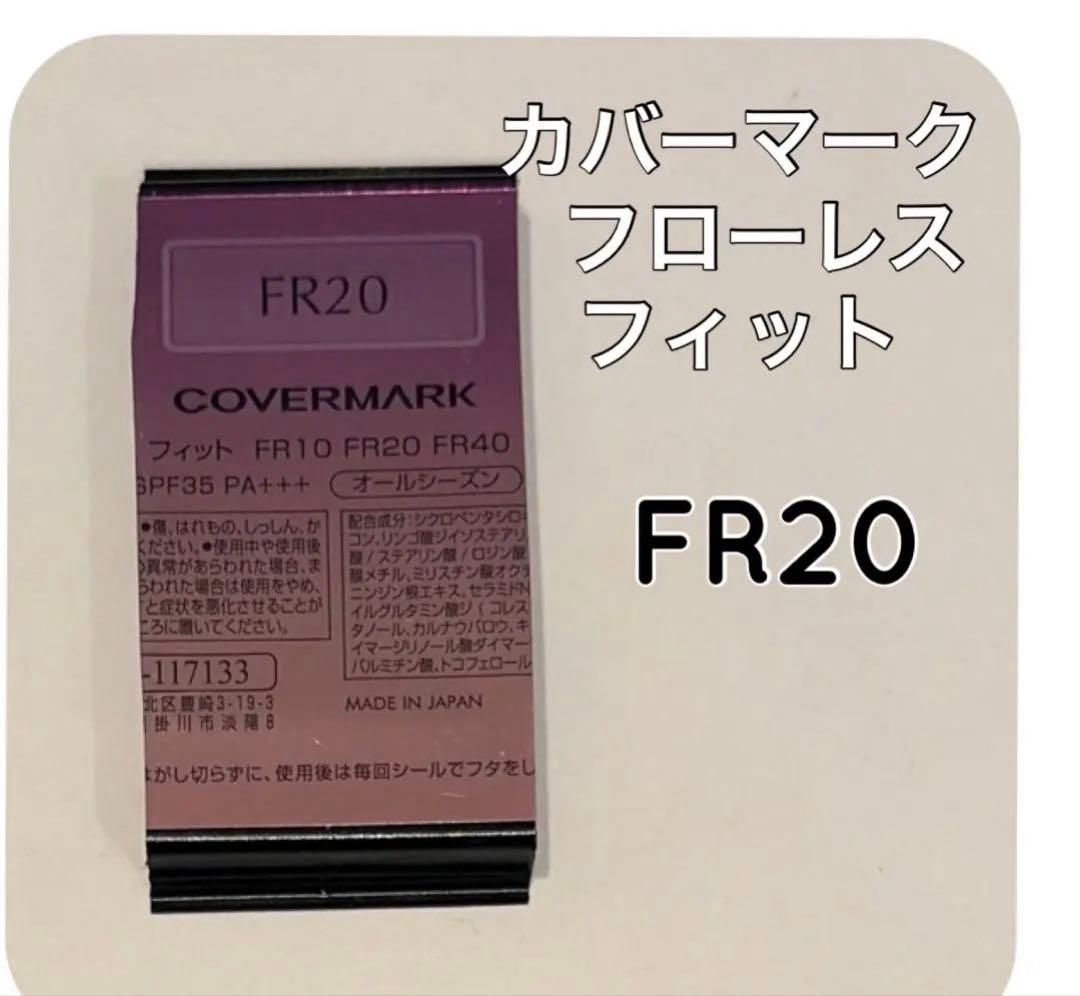 カバーマーク
フローレス
フィット
FR20
FR20
COVERMARK
フィット FR10 FR20 FR40
SPF35 PA+++ オールシーズン
●傷、はれもの、しっしん、か
ください。●使用中や使用後
異常があらわれた場合、ま
らわれた場合は使用をやめ、
と症状を悪化させることが
ころに置いてください。
配合成分:シクロペンタシロキ
コン、リンゴ酸ジイソステアリ
酸/ステアリン酸/ロジン酸
酸メチル、ミリスチン酸オクチ
ニンジン根エキス、セラミドN
イルグルタミン酸ジ(コレス
タノール、カルナウバロウ、キ
イマージリノール酸ダイマー
パルミチン酸、トコフェロール
-117133
北区豊崎3-19-3
掛川市淡陽8
MADE IN JAPAN
はがし切らずに、使用後は毎回シールでフタをし